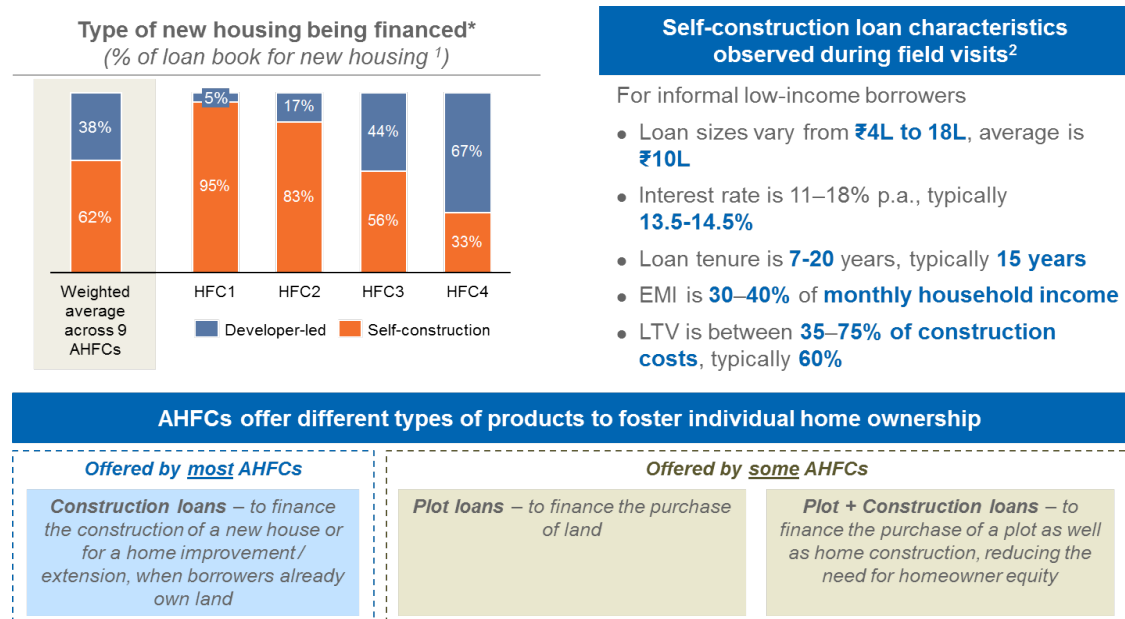 Type of new housing being financed*
(% of loan book for new housing ¹)
38%
62%
5%
95%
17%
83%
44%
56%
67%
33%
Weighted
average
across 9
AHFCs
HFC1
HFC2
HFC3
HFC4
Developer-led
Self-construction
Self-construction loan characteristics
observed during field visits²
For informal low-income borrowers
• Loan sizes vary from ₹4L to 18L, average is
₹10L
• Interest rate is 11–18% p.a., typically
13.5-14.5%
• Loan tenure is 7-20 years, typically 15 years
• EMI is 30–40% of monthly household income
• LTV is between 35–75% of construction
costs, typically 60%
AHFCs offer different types of products to foster individual home ownership
Offered by most AHFCs
Construction loans – to finance
the construction of a new house or
for a home improvement /
extension, when borrowers already
own land
Offered by some AHFCs
Plot loans – to finance the purchase
of land
Plot + Construction loans – to
finance the purchase of a plot as well
as home construction, reducing the
need for homeowner equity